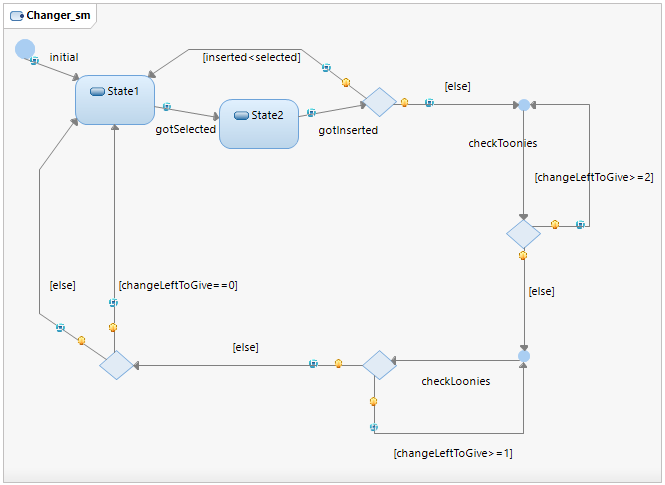 Changer_sm
initial
[inserted<selected]
[else]
State1
State2
gotSelected
gotInserted
checkToonies
[changeLeftToGive>=2]
[else]
[changeLeftToGive==0]
[else]
[else]
checkLoonies
[changeLeftToGive>=1]